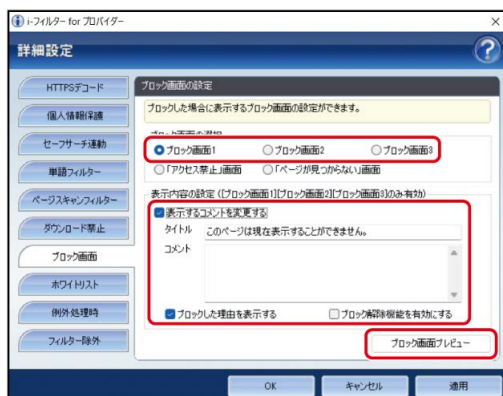 i-フィルター for プロバイダー
詳細設定
HTTPSデコード
個人情報保護
セーフサーチ連動
単語フィルター
ページスキャンフィルター
ダウンロード禁止
ブロック画面
ホワイトリスト
例外処理時
フィルター除外
ブロック画面の設定
ブロックした場合に表示するブロック画面の設定ができます。
ブロック画面の選択
ブロック画面1 ブロック画面2 ブロック画面3
「アクセス禁止」画面 「ページが見つからない」画面
表示内容の設定 ([ブロック画面1][ブロック画面2][ブロック画面3]のみ有効)
表示するコメントを変更する
タイトル このページは現在表示することができません。
コメント
ブロックした理由を表示する ブロック解除機能を有効にする
ブロック画面プレビュー
OK キャンセル 適用